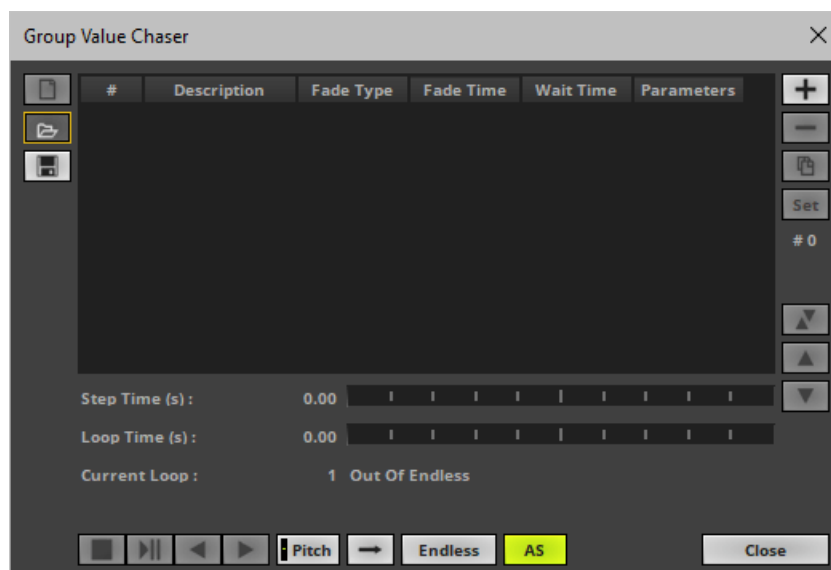 Group Value Chaser
# Description Fade Type Fade Time Wait Time Parameters
Set
# 0
Step Time (s) : 0.00
Loop Time (s) : 0.00
Current Loop : 1 Out Of Endless
Pitch Endless AS Close